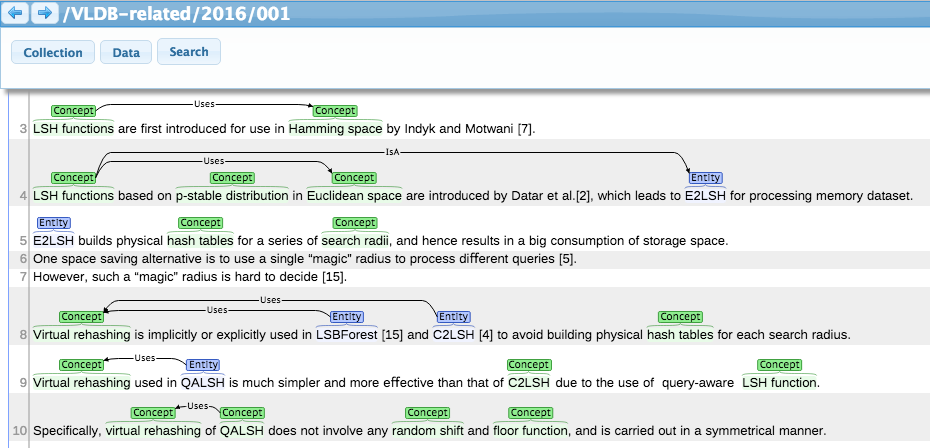 /VLDB-related/2016/001
Collection Data Search
Uses
Concept Concept
3 LSH functions are first introduced for use in Hamming space by Indyk and Motwani [7].
IsA
Uses
Concept Concept Concept Entity
4 LSH functions based on p-stable distribution in Euclidean space are introduced by Datar et al.[2], which leads to E2LSH for processing memory dataset.
Entity Concept Concept
5 E2LSH builds physical hash tables for a series of search radii, and hence results in a big consumption of storage space.
6 One space saving alternative is to use a single “magic” radius to process different queries [5].
7 However, such a “magic” radius is hard to decide [15].
Uses
Uses
Concept Entity Entity Concept
8 Virtual rehashing is implicitly or explicitly used in LSBForest [15] and C2LSH [4] to avoid building physical hash tables for each search radius.
Concept Uses Entity Concept Concept
9 Virtual rehashing used in QALSH is much simpler and more effective than that of C2LSH due to the use of query-aware LSH function.
Concept Uses Concept Concept Concept
10 Specifically, virtual rehashing of QALSH does not involve any random shift and floor function, and is carried out in a symmetrical manner.